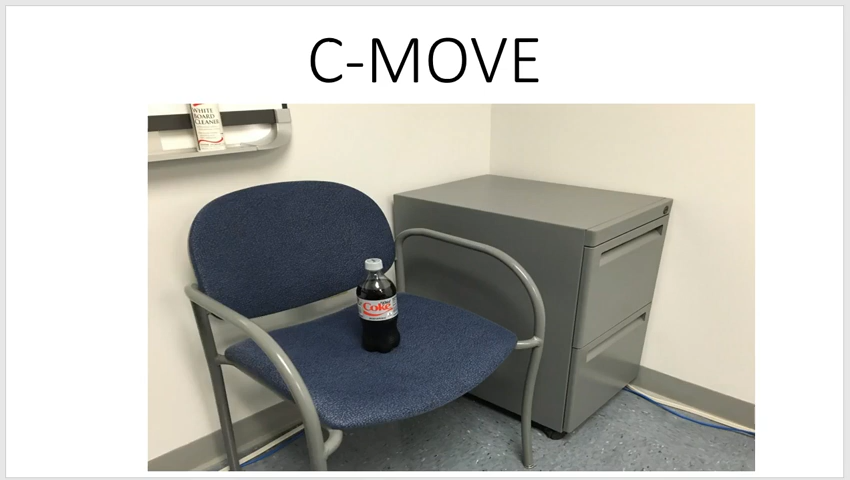 C-MOVE
WHITE
BOARD
CLEANER
Diet
Coke